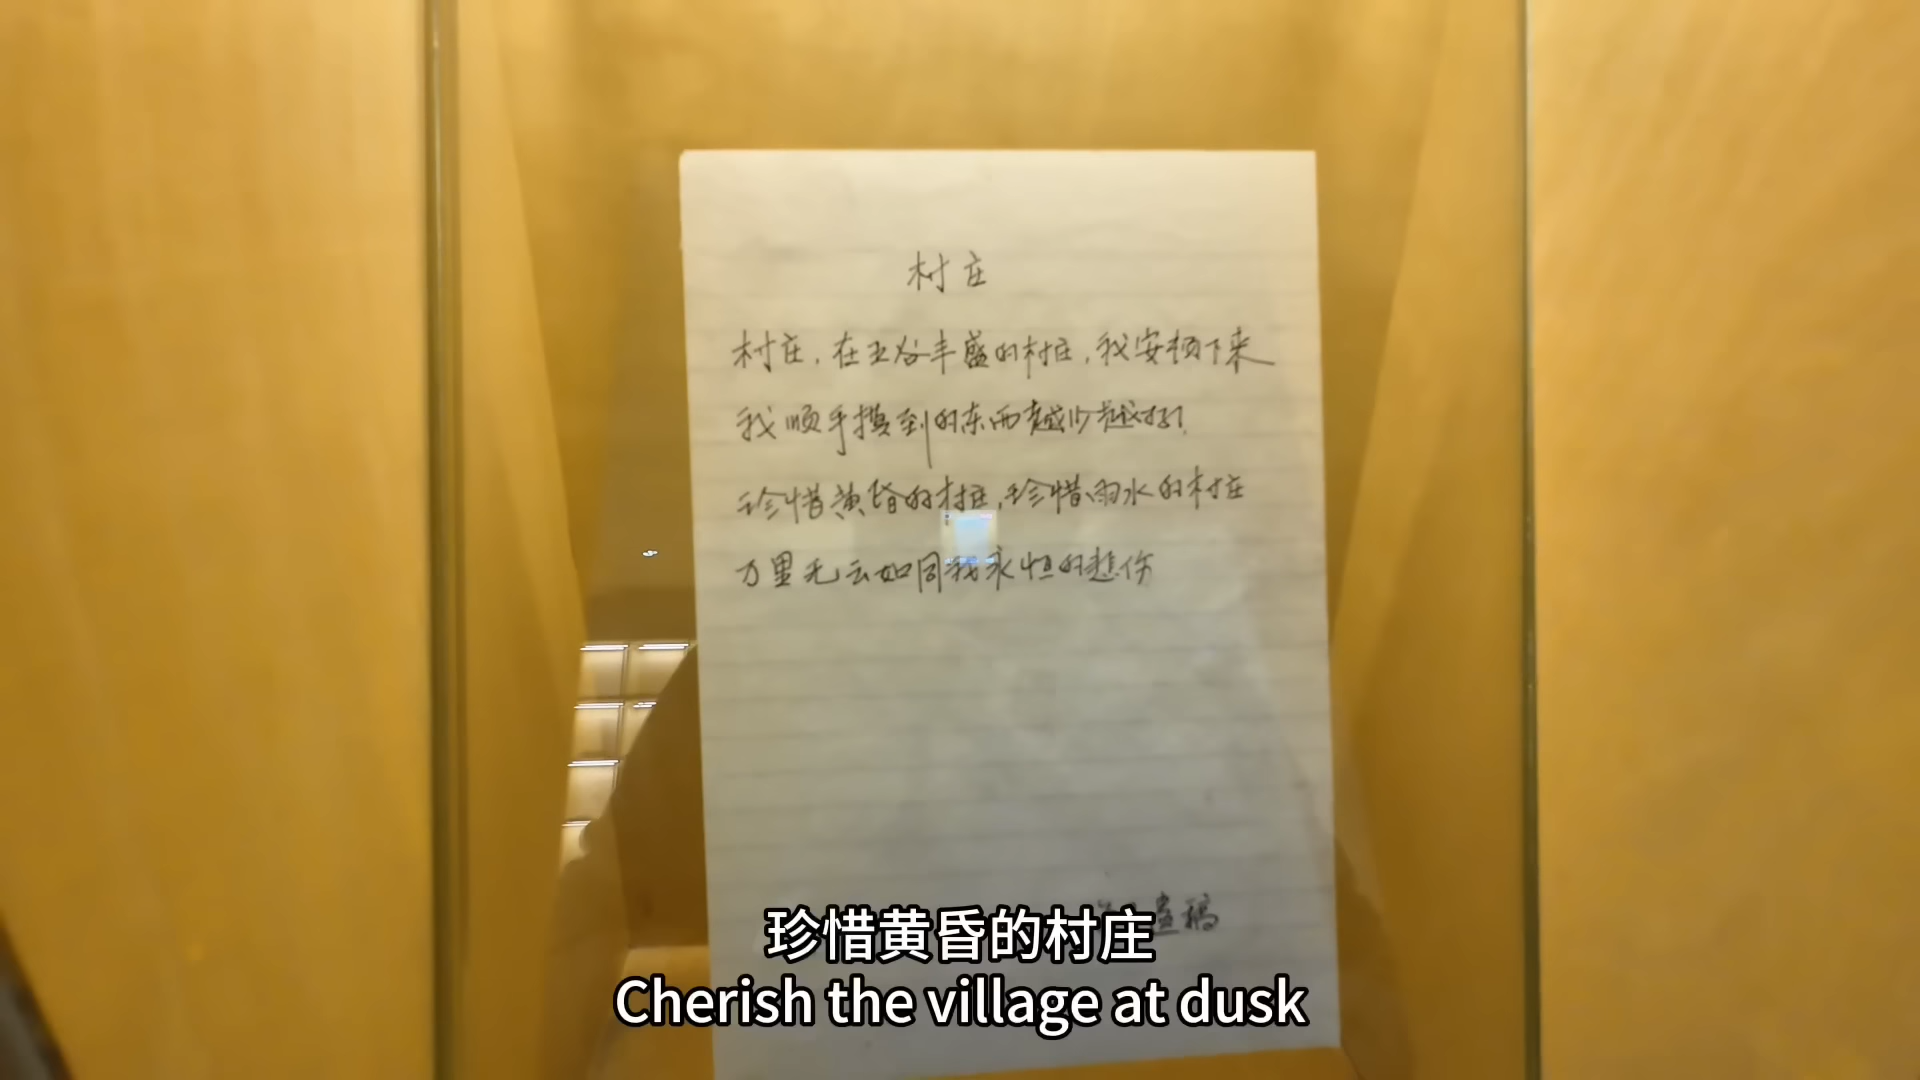 村庄
村庄，在五谷丰盛的村庄，我安顿下来
我顺手摸到的东西越少越好！
珍惜黄昏的村庄，珍惜雨水的村庄
万里无云如同我永恒的悲伤
稿
珍惜黄昏的村庄
Cherish the village at dusk